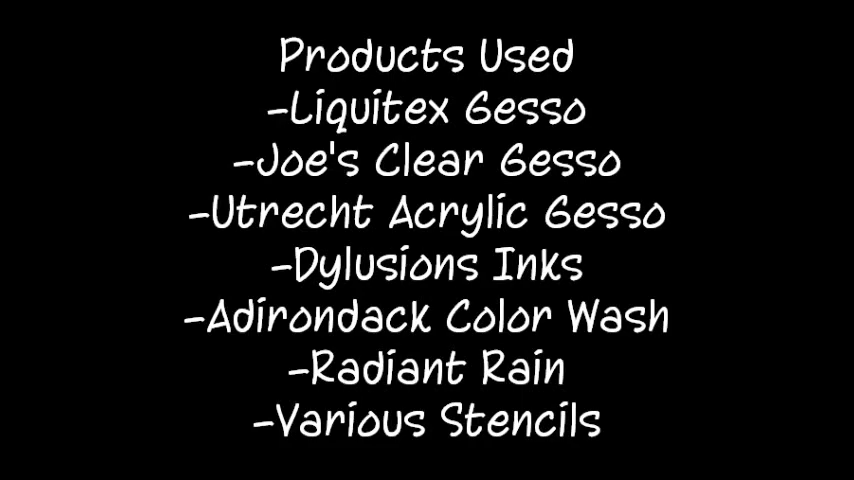 Products Used
-Liquitex Gesso
-Joe's Clear Gesso
-Utrecht Acrylic Gesso
-Dylusions Inks
-Adirondack Color Wash
-Radiant Rain
-Various Stencils